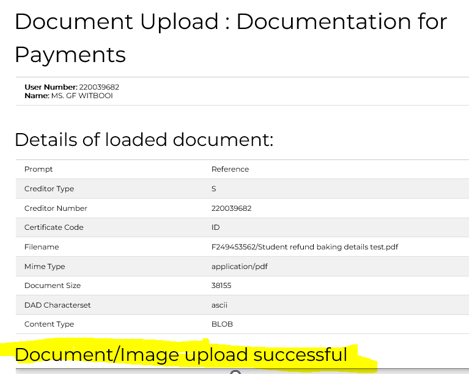 Document Upload : Documentation for
Payments
User Number: 220039682
Name: MS. GF WITBOOI
Details of loaded document:
Prompt Reference
Creditor Type S
Creditor Number 220039682
Certificate Code ID
Filename F249453562/Student refund baking details test.pdf
Mime Type application/pdf
Document Size 38155
DAD Characterset ascii
Content Type BLOB
Document/Image upload successful